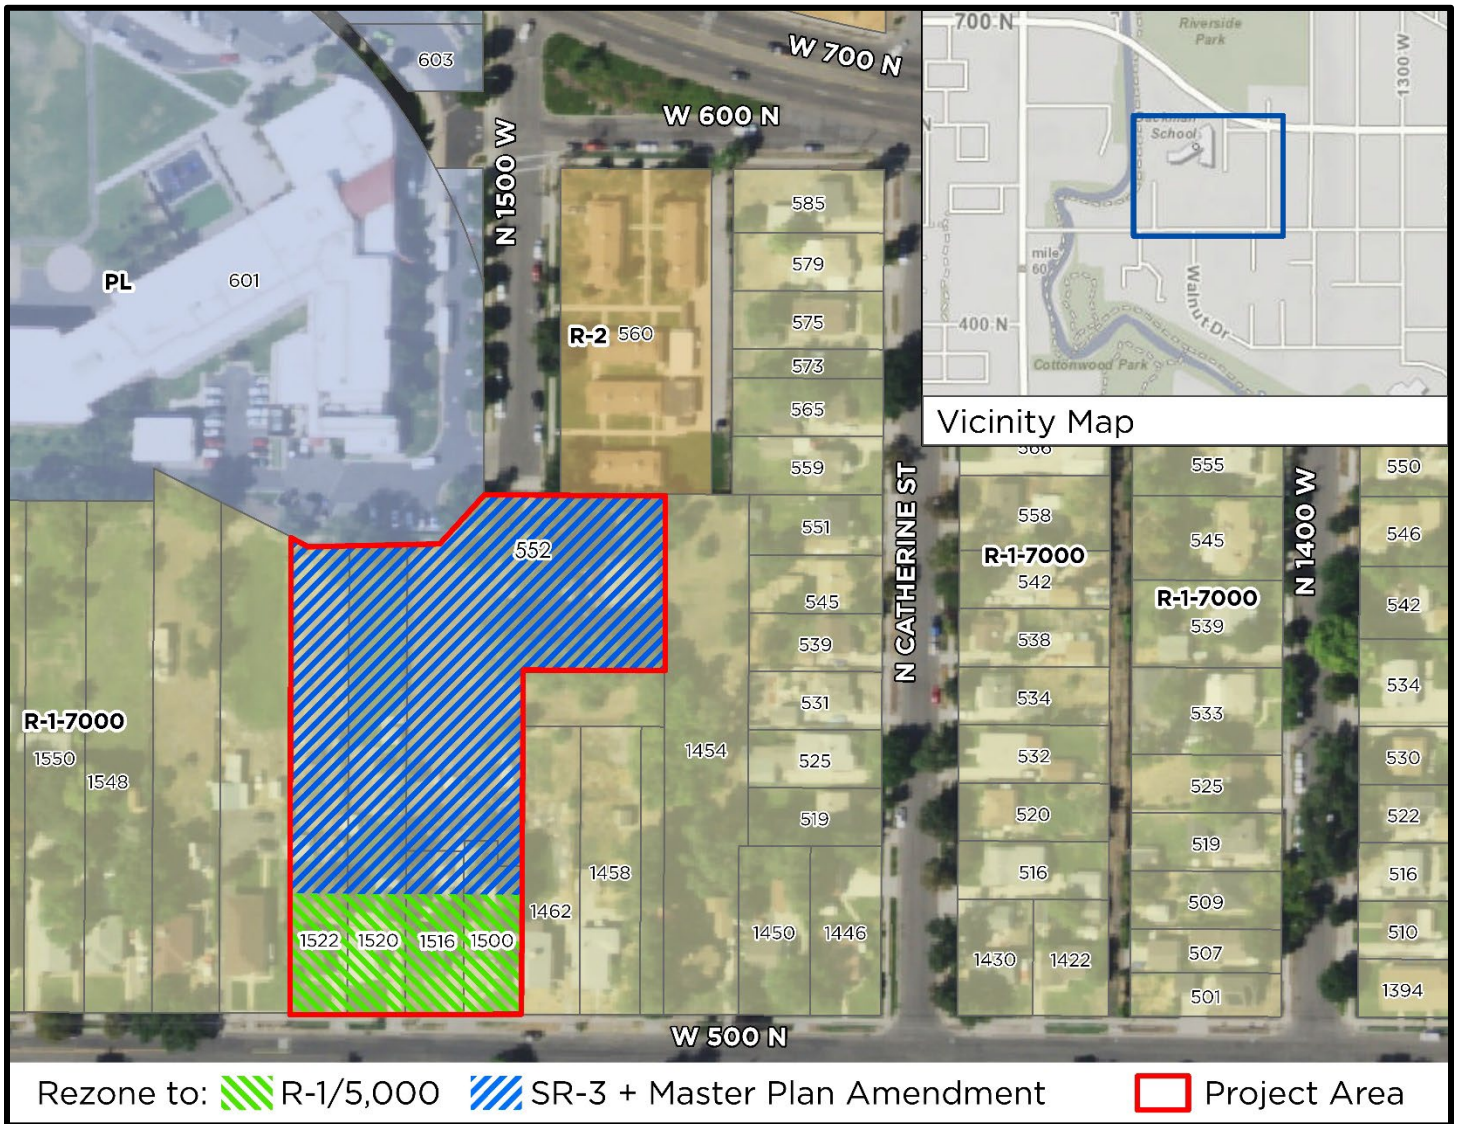 603
W 700 N
W 600 N
N 1500 W
PL
601
R-2 560
585
579
575
573
565
559
700 N
Riverside
Park
1300 W
School
mile
60
Walnut Dr
400 N
Cottonwood Park
Vicinity Map
552
551
545
539
531
525
519
1454
N CATHERINE ST
566
558
R-1-7000
542
538
534
532
520
516
1430
1422
555
545
R-1-7000
539
533
525
519
509
507
501
N 1400 W
550
546
542
534
530
522
516
510
1394
R-1-7000
1550
1548
1522
1520
1516
1500
1462
1458
1450
1446
W 500 N
Rezone to: R-1/5,000 SR-3 + Master Plan Amendment Project Area